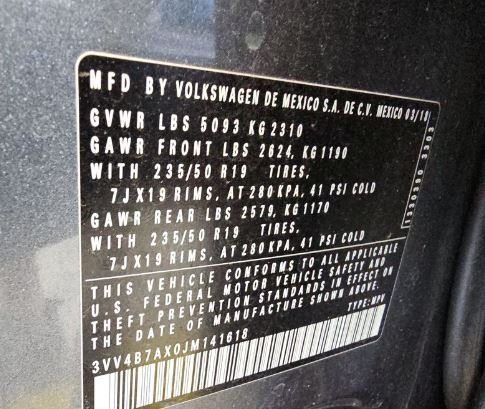 MFD BY VOLKSWAGEN DE MEXICO S.A. DE C.V. MEXICO 03/18
GVWR LBS 5093 KG 2310
GAWR FRONT LBS 2624, KG 1190
WITH 235/50 R19 TIRES,
7JX19 RIMS, AT 280 KPA, 41 PSI COLD
GAWR REAR LBS 2579, KG 1170
WITH 235/50 R19 TIRES,
7JX19 RIMS, AT 280 KPA, 41 PSI COLD
THIS VEHICLE CONFORMS TO ALL APPLICABLE
U.S. FEDERAL MOTOR VEHICLE SAFETY AND
THEFT PREVENTION STANDARDS IN EFFECT ON
THE DATE OF MANUFACTURE SHOWN ABOVE.
3VV4B7AX0JM141618
TYPE: MPV